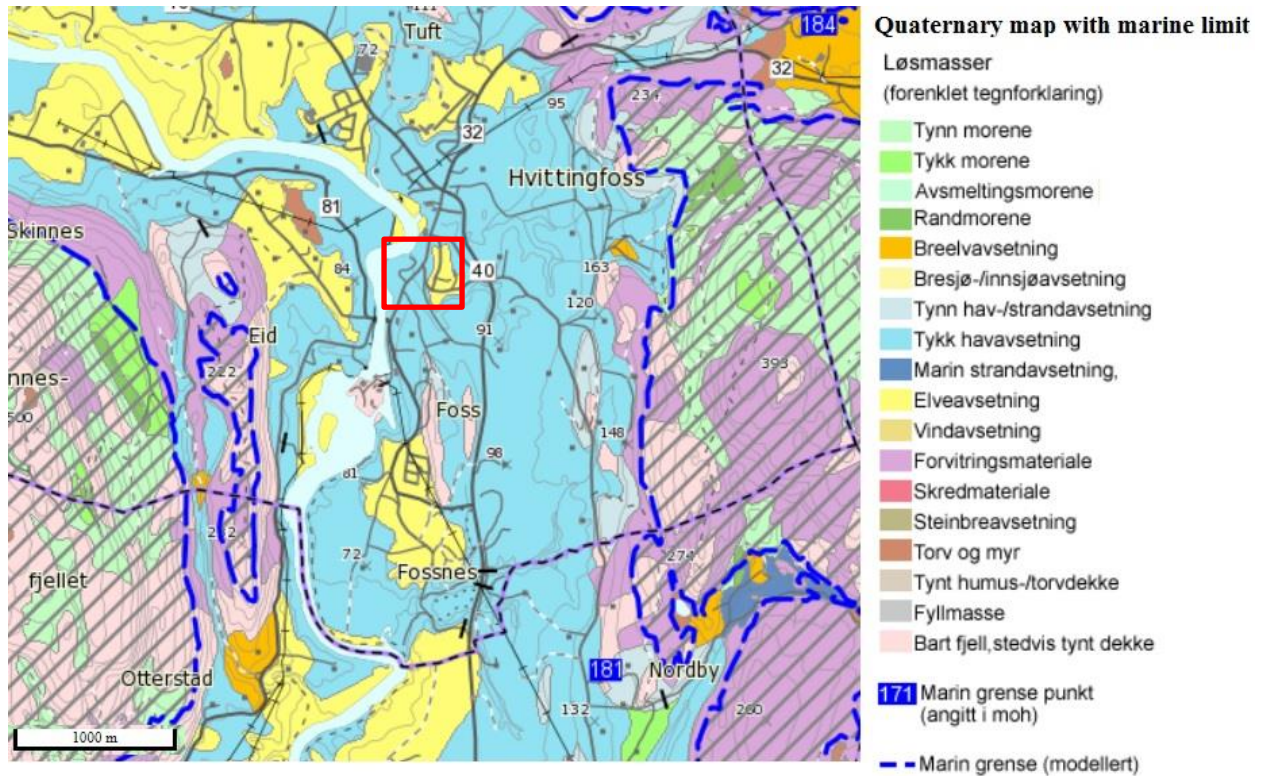 Quaternary map with marine limit
Løsmasser
(forenklet tegnforklaring)
Tynn morene
Tykk morene
Avsmeltingsmorene
Randmorene
Breelvavsetning
Bresjø-/innsjøavsetning
Tynn hav-/strandavsetning
Tykk havavsetning
Marin strandavsetning,
Elveavsetning
Vindavsetning
Forvitringsmateriale
Skredmateriale
Steinbreavsetning
Torv og myr
Tynt humus-/torvdekke
Fyllmasse
Bart fjell,stedvis tynt dekke
171 Marin grense punkt
(angitt i moh)
Marin grense (modellert)
184
Tuft
72
32
95
234
32
Hvittingfoss
81
Skinnes
84
40
163
120
91
Eid
212
393
nnes-
500
Foss
148
98
81
212
72
274
fjellet
Fossnes
181
Nordby
Otterstad
132
260
1000 m